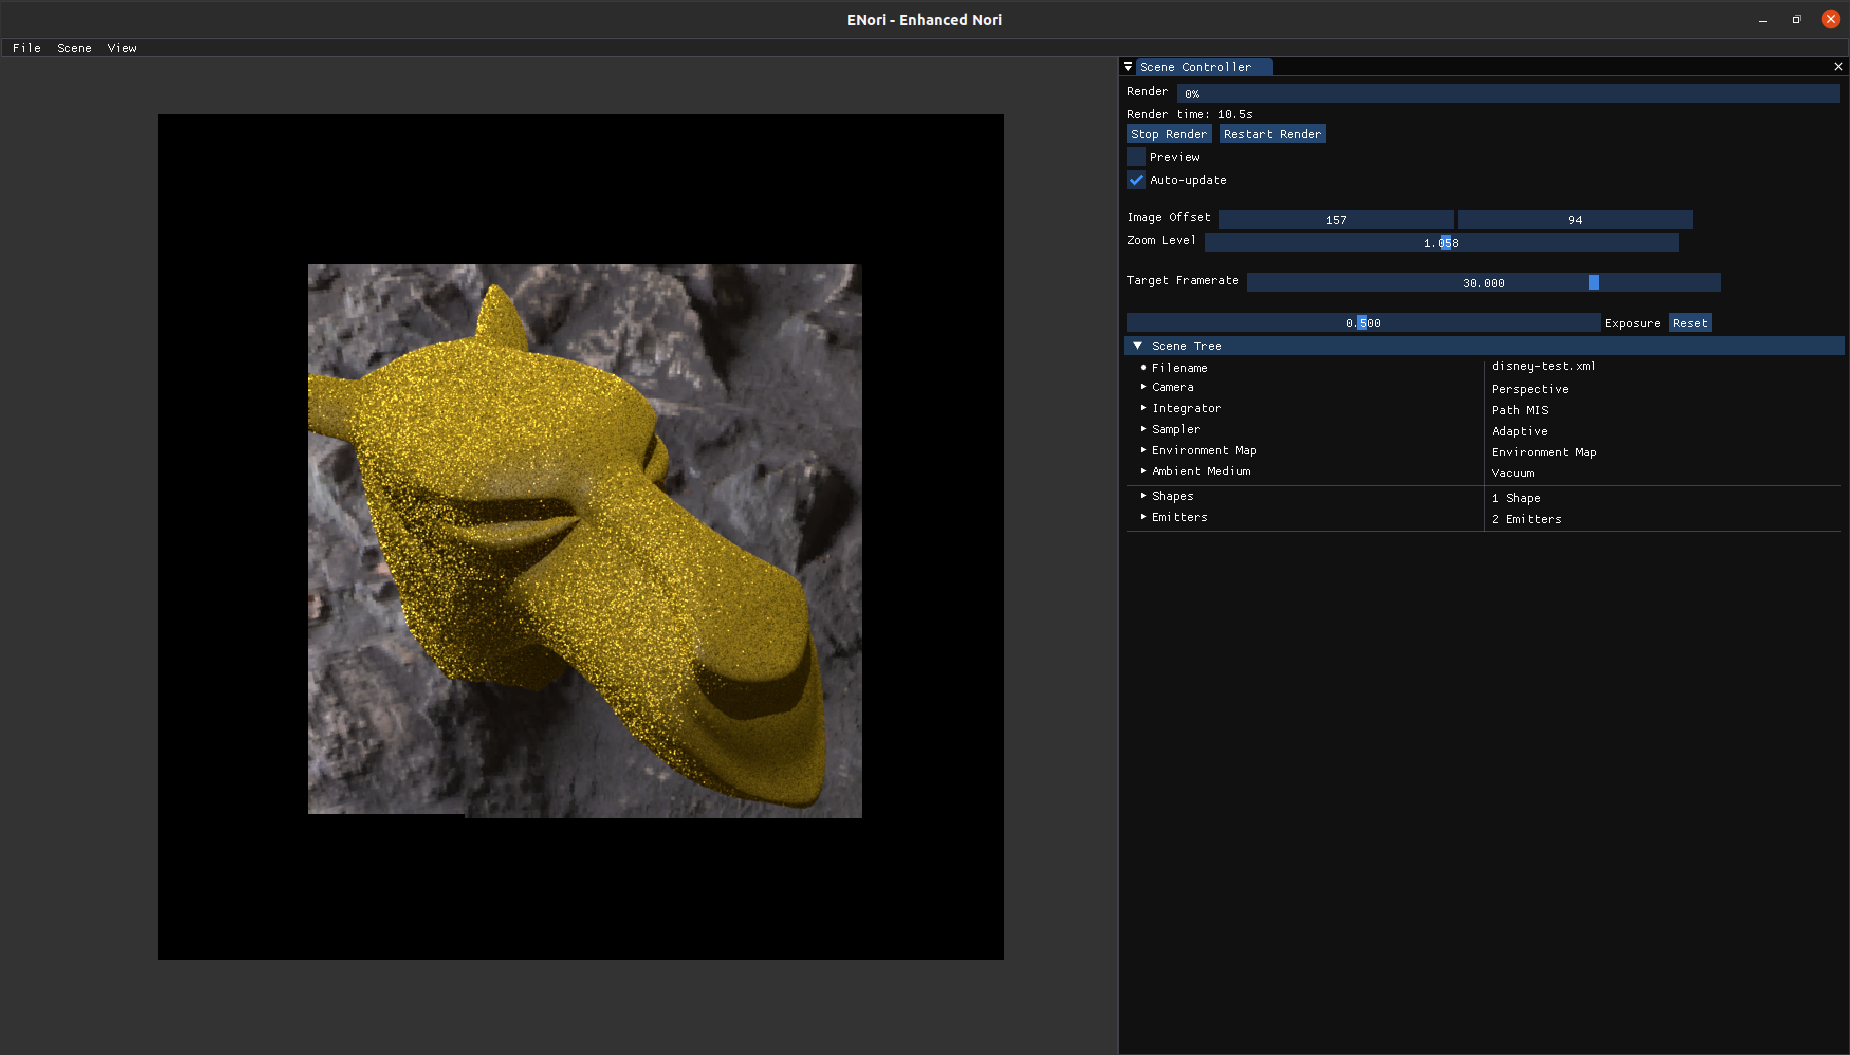 ENori - Enhanced Nori
File Scene View
Scene Controller
Render 0%
Render time: 10.5s
Stop Render Restart Render
Preview
Auto-update
Image Offset 157 94
Zoom Level 1.058
Target Framerate 30.000
0.500 Exposure Reset
Scene Tree
Filename disney-test.xml
Camera Perspective
Integrator Path MIS
Sampler Adaptive
Environment Map Environment Map
Ambient Medium Vacuum
Shapes 1 Shape
Emitters 2 Emitters